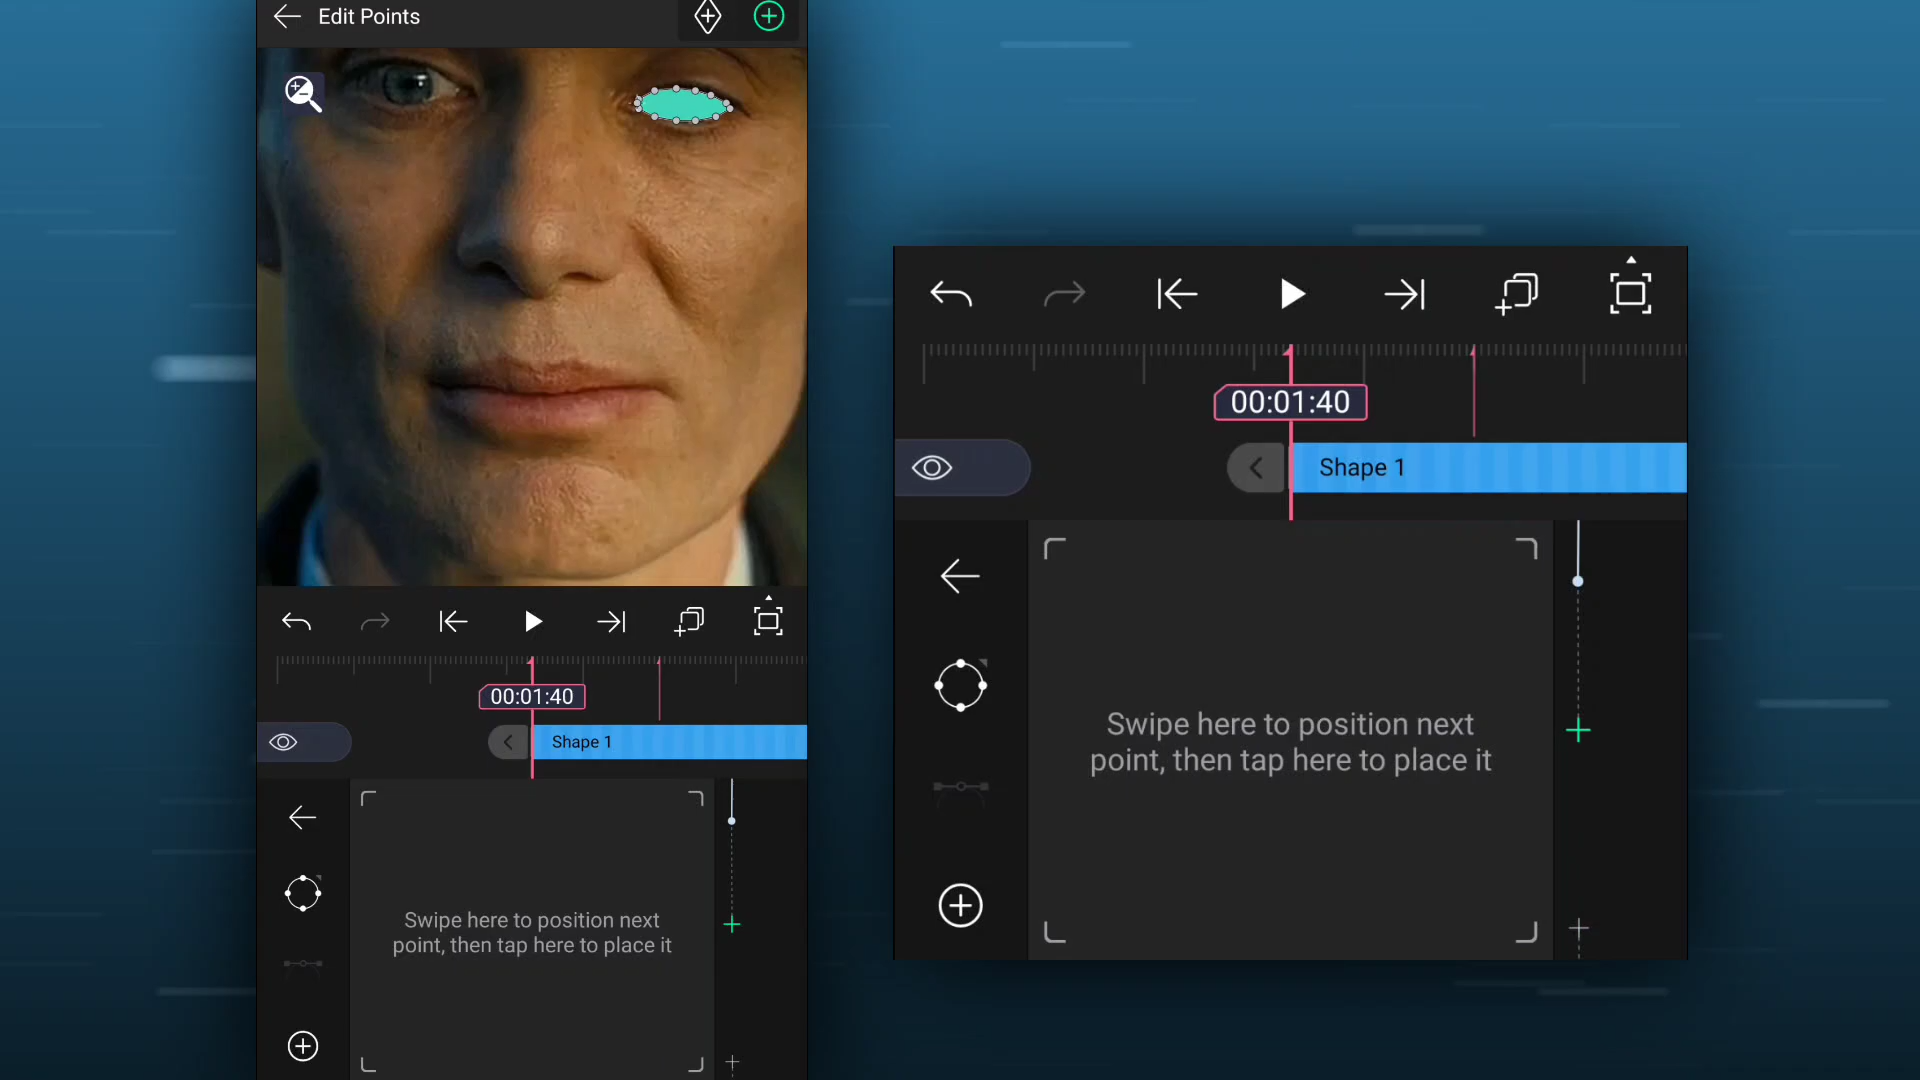 Edit Points
00:01:40
Shape 1
Swipe here to position next
point, then tap here to place it
00:01:40
Shape 1
Swipe here to position next
point, then tap here to place it